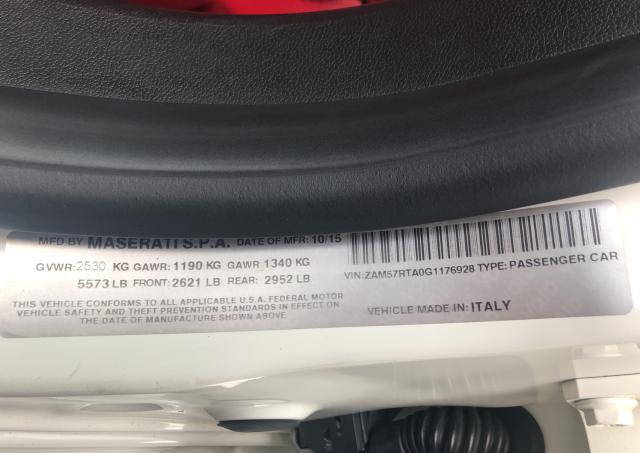 MFD BY MASERATI S.P.A. DATE OF MFR: 10/15
GVWR: 2530 KG GAWR: 1190 KG GAWR 1340 KG
5573 LB FRONT: 2621 LB REAR: 2952 LB
THIS VEHICLE CONFORMS TO ALL APPLICABLE U.S.A. FEDERAL MOTOR
VEHICLE SAFETY AND THEFT PREVENTION STANDARDS IN EFFECT ON
THE DATE OF MANUFACTURE SHOWN ABOVE
VIN: ZAM57RTA0G1176928 TYPE: PASSENGER CAR
VEHICLE MADE IN: ITALY